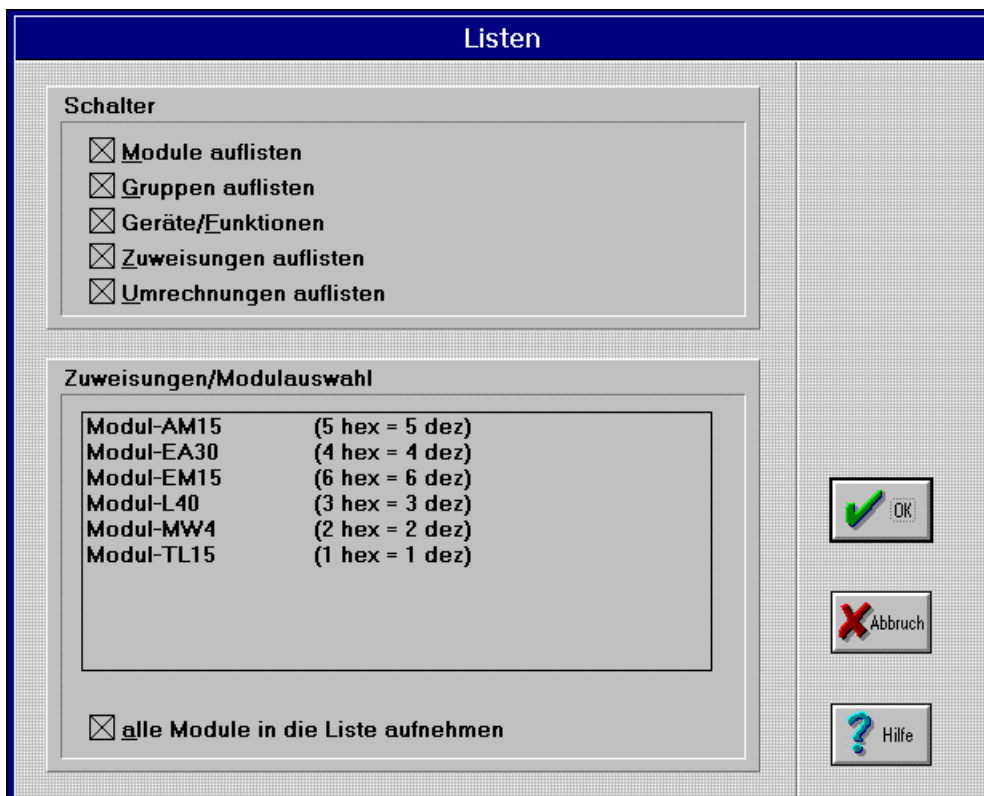 Listen
Schalter
Module auflisten
Gruppen auflisten
Geräte/Funktionen
Zuweisungen auflisten
Umrechnungen auflisten
Zuweisungen/Modulauswahl
Modul-AM15 (5 hex = 5 dez)
Modul-EA30 (4 hex = 4 dez)
Modul-EM15 (6 hex = 6 dez)
Modul-L40 (3 hex = 3 dez)
Modul-MW4 (2 hex = 2 dez)
Modul-TL15 (1 hex = 1 dez)
alle Module in die Liste aufnehmen
OK
Abbruch
Hilfe